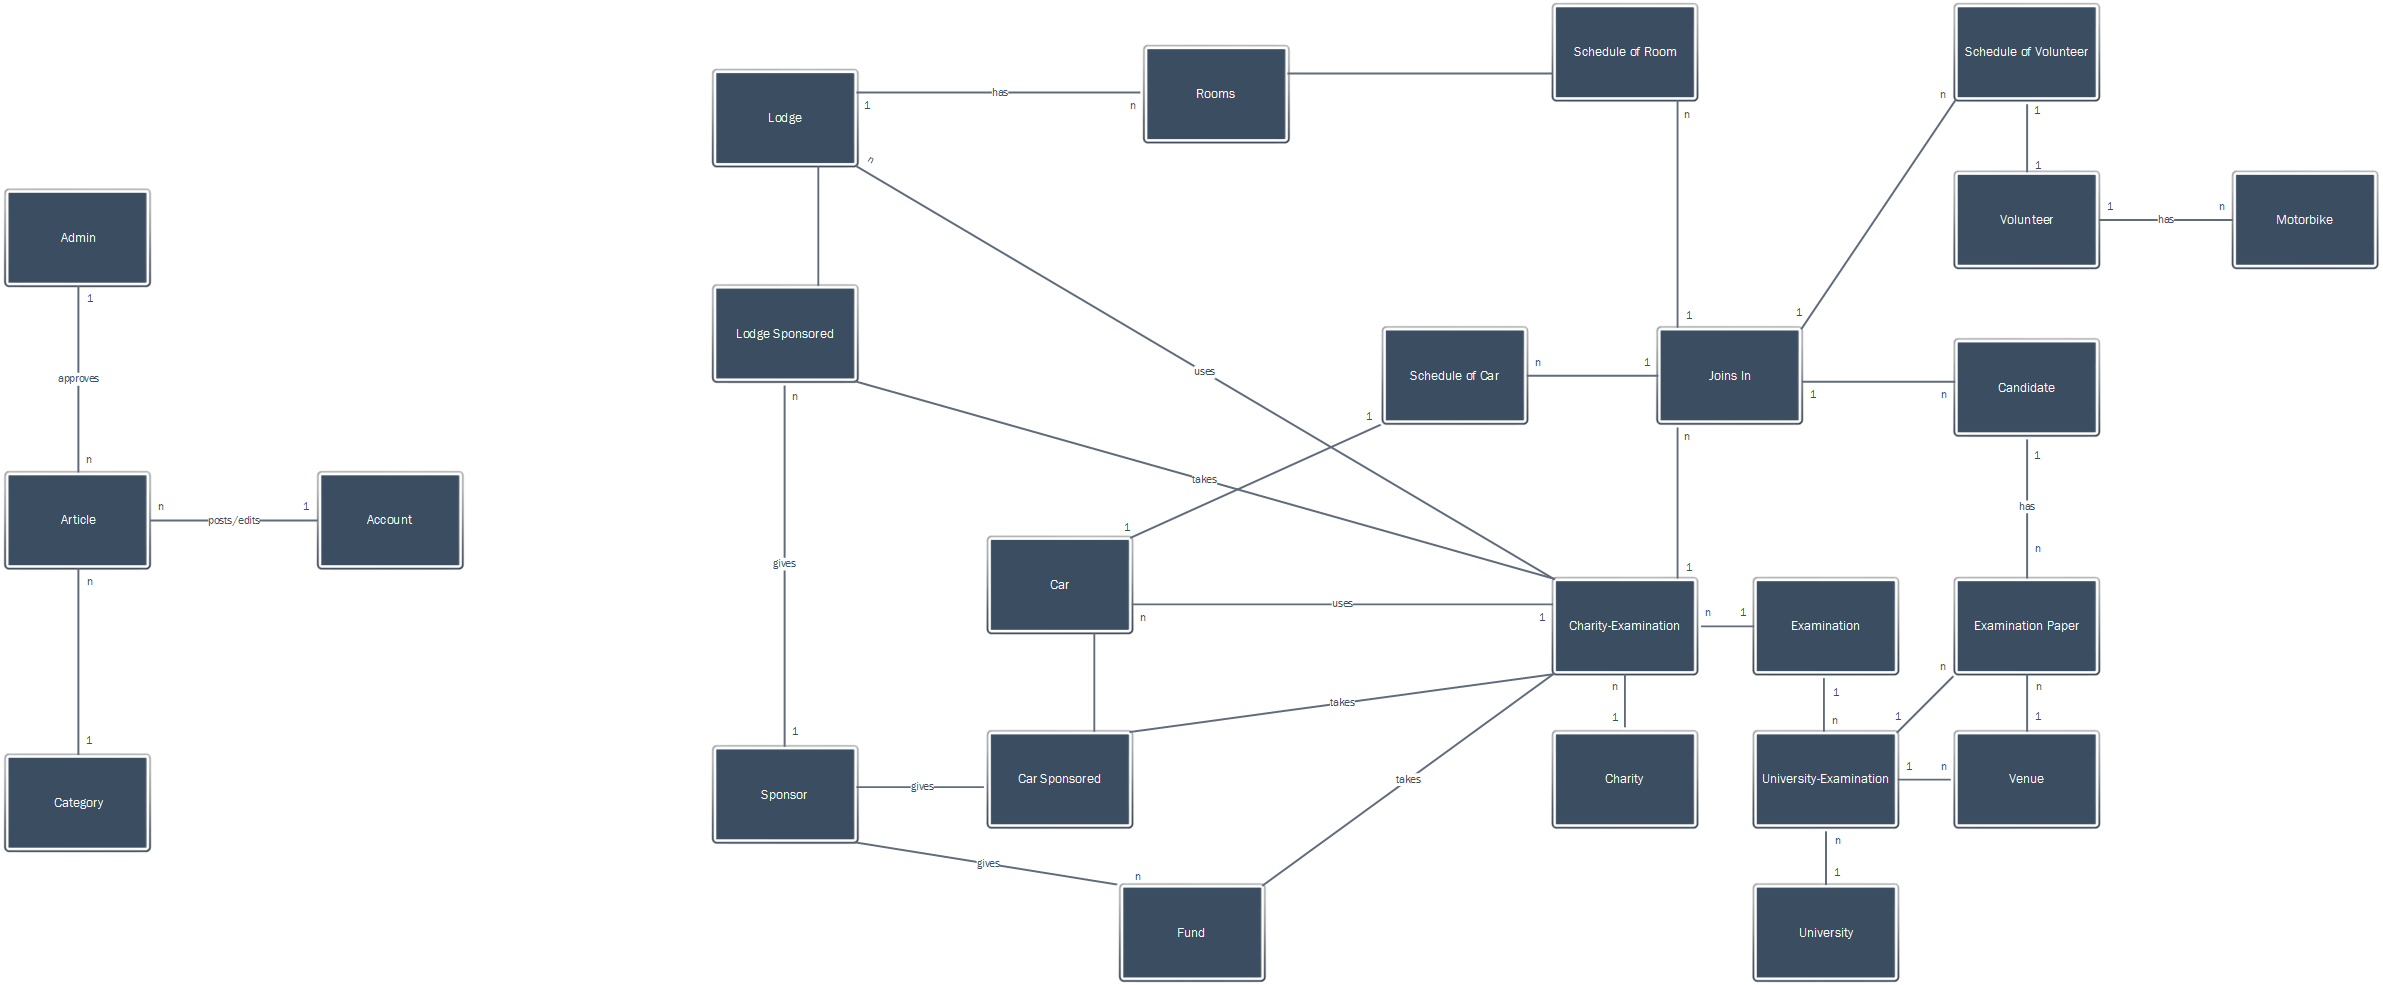 Schedule of Room
Schedule of Volunteer
Rooms
Lodge
has
1
n
n
n
n
1
1
Volunteer
1
has
n
Motorbike
Admin
1
Lodge Sponsored
uses
Schedule of Car
n
1
Joins In
1
1
1
n
Candidate
approves
n
n
1
n
1
takes
1
has
n
Article
n
posts/edits
1
Account
n
gives
1
Car
n
uses
1
1
Charity-Examination
n
1
Examination
Examination Paper
n
1
n
1
1
n
n
1
n
1
takes
1
Category
Sponsor
gives
Car Sponsored
takes
Charity
University-Examination
1
n
Venue
gives
n
n
1
Fund
University